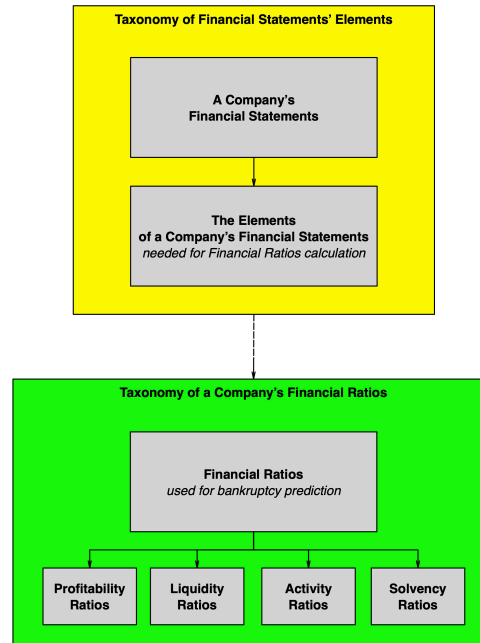 Taxonomy of Financial Statements’ Elements
A Company’s
Financial Statements
The Elements
of a Company’s Financial Statements
needed for Financial Ratios calculation
Taxonomy of a Company’s Financial Ratios
Financial Ratios
used for bankruptcy prediction
Profitability
Ratios
Liquidity
Ratios
Activity
Ratios
Solvency
Ratios